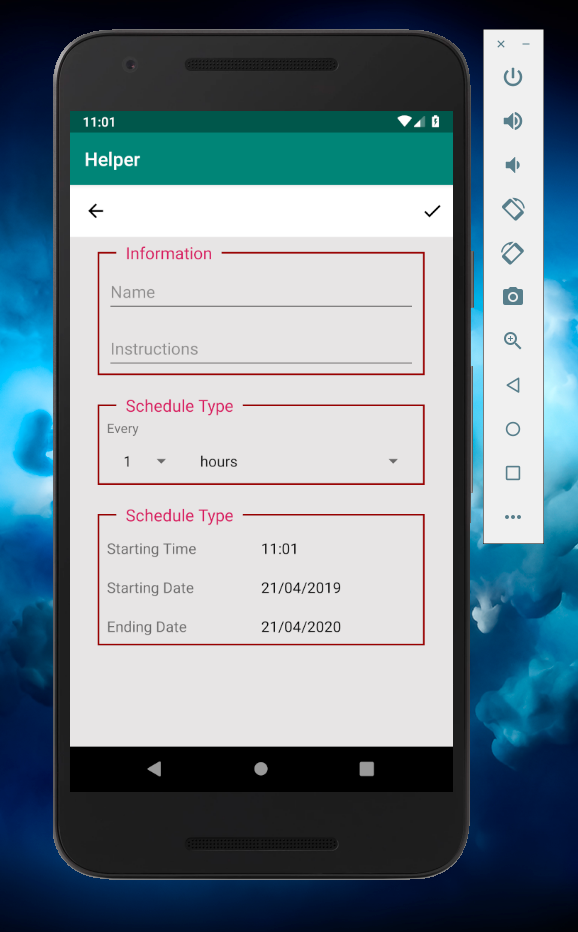 11:01
Helper
Information
Name
Instructions
Schedule Type
Every
1 hours
Schedule Type
Starting Time 11:01
Starting Date 21/04/2019
Ending Date 21/04/2020